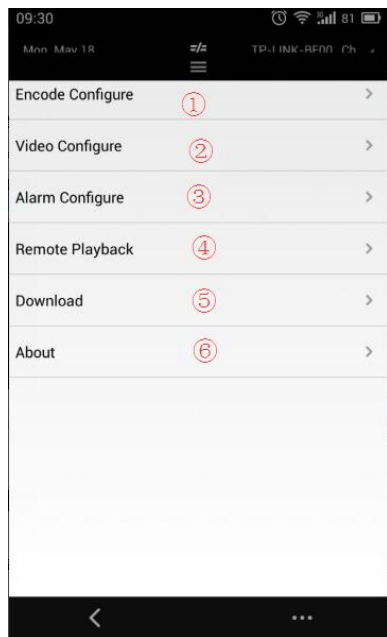 09:30 81
Mon, May 18 =/= TP-LINK-BF00, Ch
Encode Configure ①
Video Configure ②
Alarm Configure ③
Remote Playback ④
Download ⑤
About ⑥